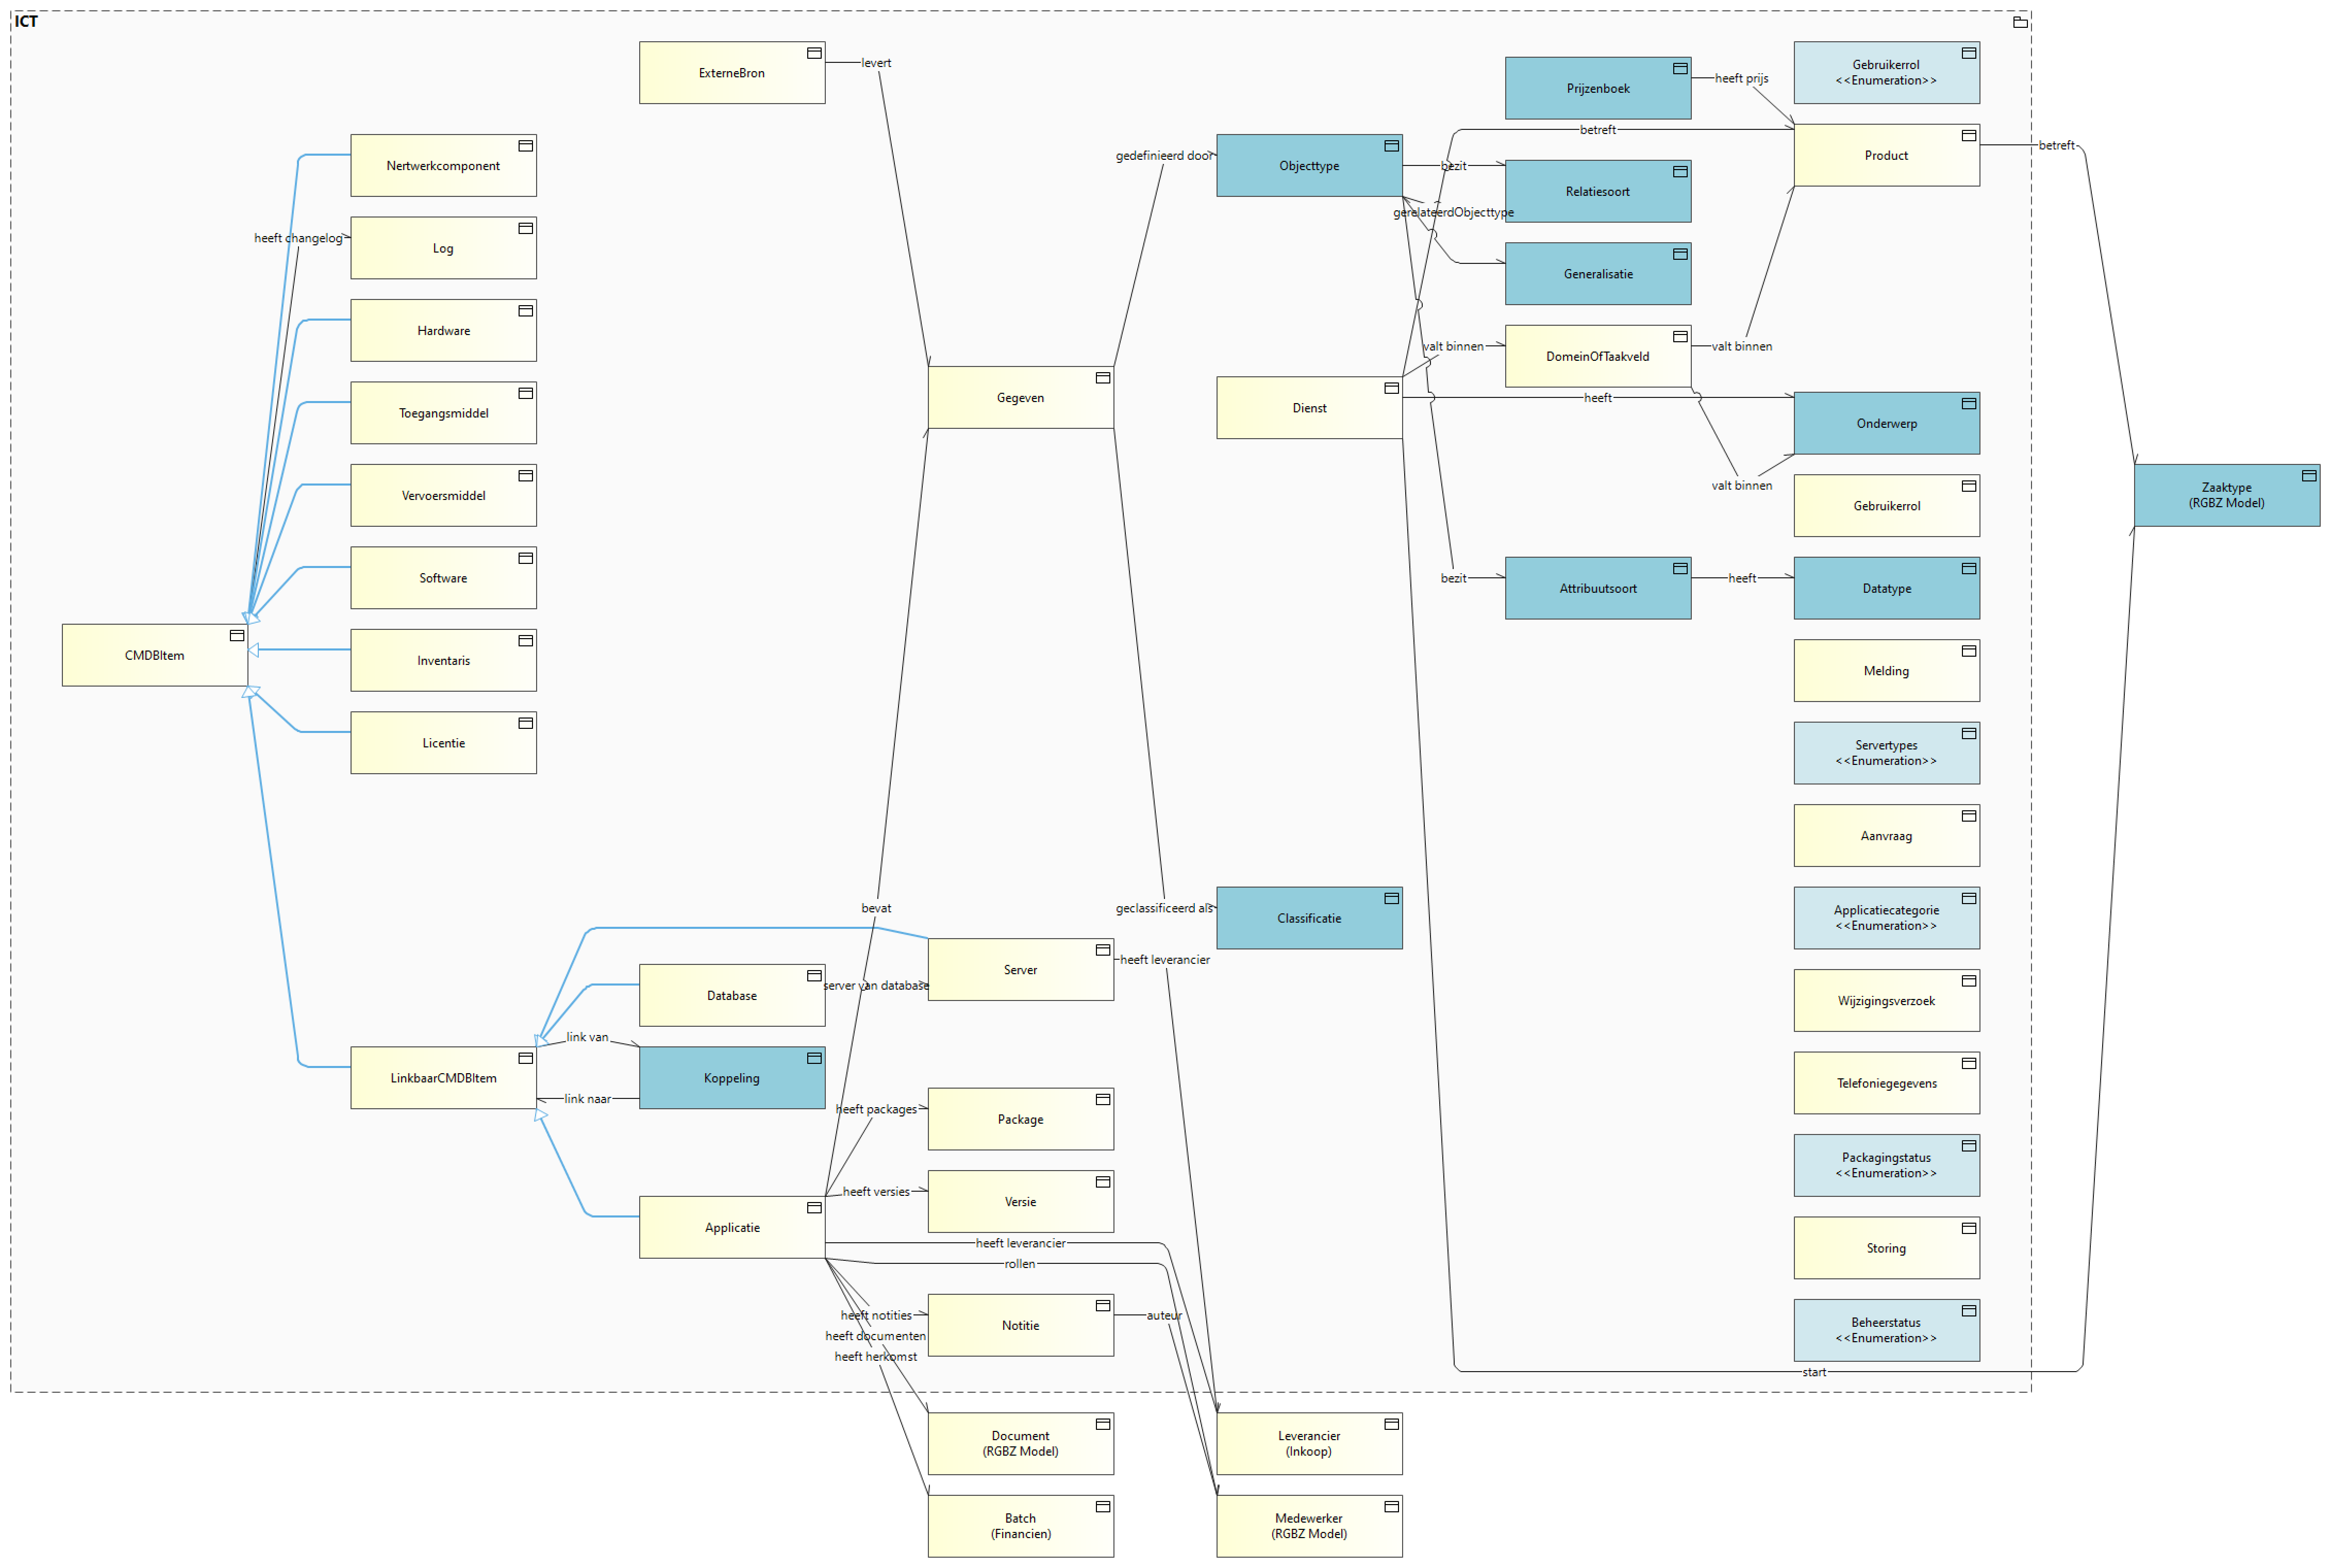 ICT
ExterneBron
levert
Prijzenboek
heeft prijs
Gebruikerrol
<<Enumeration>>
betreft
Product
betreft
Nertwerkcomponent
gedefinieerd door
Objecttype
bezit
Relatiesoort
gerelateerdObjecttype
heeft changelog
Log
Generalisatie
Hardware
valt binnen
DomeinOfTaakveld
valt binnen
Gegeven
Dienst
heeft
Onderwerp
Toegangsmiddel
valt binnen
Zaaktype
(RGBZ Model)
Vervoersmiddel
Gebruikerrol
Software
bezit
Attribuutsoort
heeft
Datatype
CMDBItem
Inventaris
Melding
Licentie
Servertypes
<<Enumeration>>
Aanvraag
bevat
geclassificeerd als
Classificatie
Applicatiecategorie
<<Enumeration>>
Server
heeft leverancier
Database
server van database
Wijzigingsverzoek
link van
LinkbaarCMDBItem
Koppeling
link naar
Telefoniegegevens
heeft packages
Package
Packagingstatus
<<Enumeration>>
heeft versies
Versie
Applicatie
heeft leverancier
rollen
Storing
heeft notities
Notitie
auteur
heeft documenten
heeft herkomst
Beheerstatus
<<Enumeration>>
start
Document
(RGBZ Model)
Leverancier
(Inkoop)
Batch
(Financien)
Medewerker
(RGBZ Model)